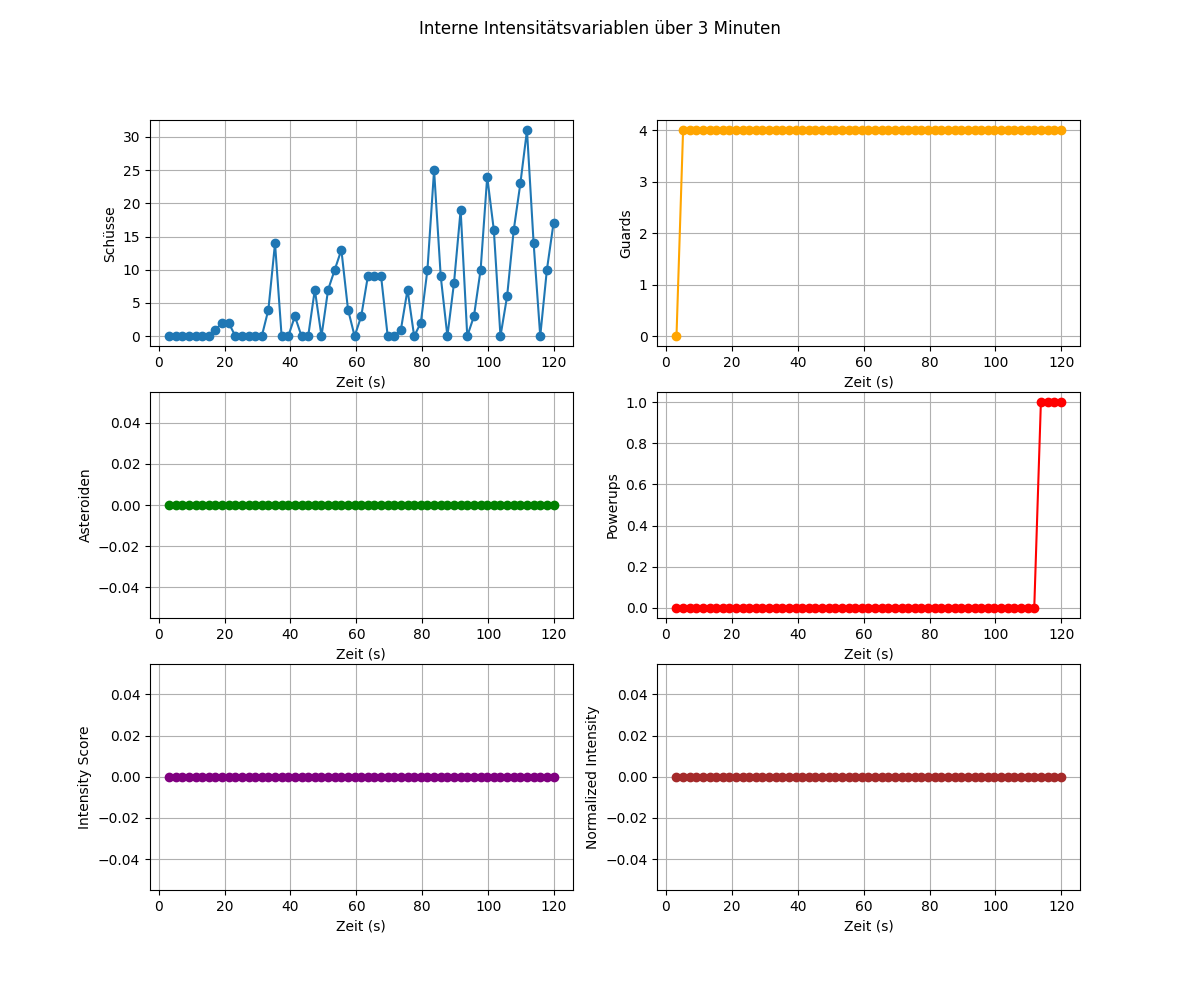 Interne Intensitätsvariablen über 3 Minuten
30
25
20
15
10
5
0
Schüsse
0 20 40 60 80 100 120
Zeit (s)
4
3
2
1
0
Guards
0 20 40 60 80 100 120
Zeit (s)
0.04
0.02
0.00
−0.02
−0.04
Asteroiden
0 20 40 60 80 100 120
Zeit (s)
1.0
0.8
0.6
0.4
0.2
0.0
Powerups
0 20 40 60 80 100 120
Zeit (s)
0.04
0.02
0.00
−0.02
−0.04
Intensity Score
0 20 40 60 80 100 120
Zeit (s)
0.04
0.02
0.00
−0.02
−0.04
Normalized Intensity
0 20 40 60 80 100 120
Zeit (s)